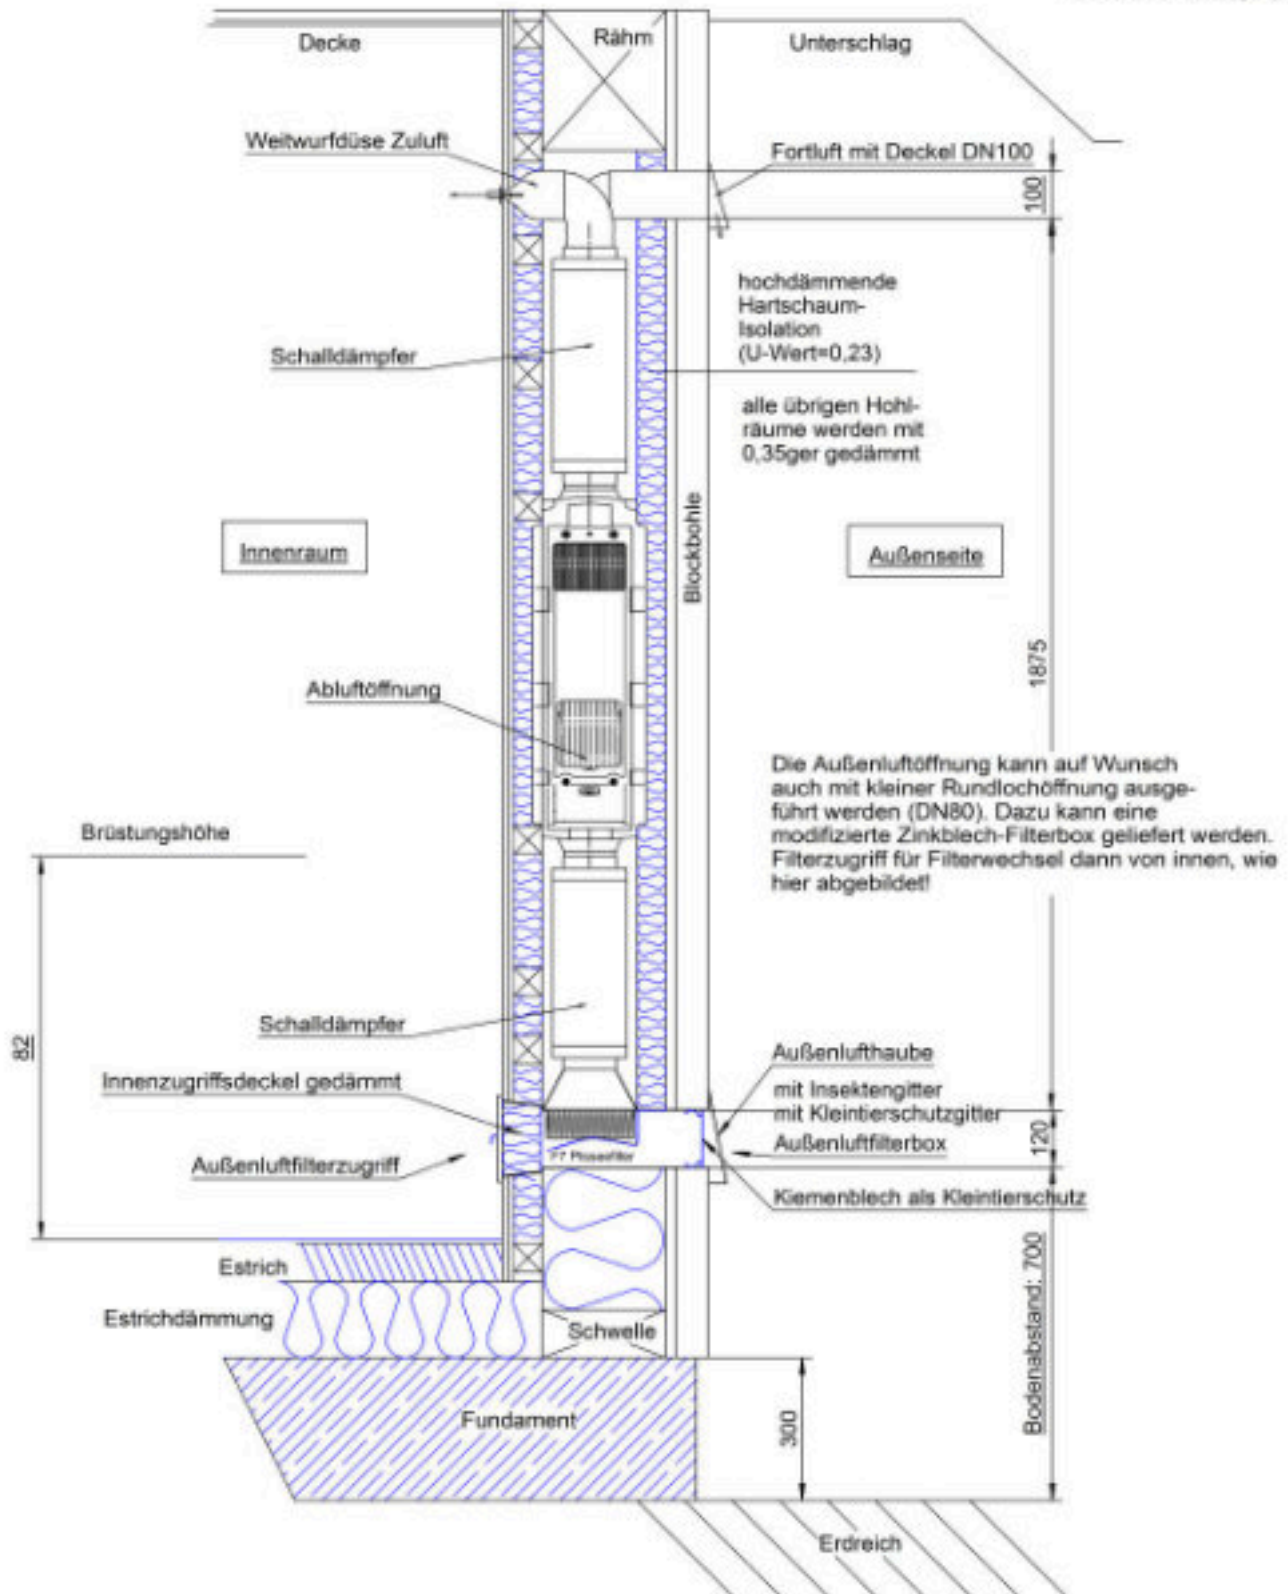 Decke
Rähm
Unterschlag
Weitwurfdüse Zuluft
Fortluft mit Deckel DN100
100
hochdämmende
Hartschaum-
Isolation
(U-Wert=0,23)
Schalldämpfer
alle übrigen Hohl-
räume werden mit
0,35ger gedämmt
Blockbohle
Innenraum
Außenseite
1875
Abluftöffnung
Die Außenluftöffnung kann auf Wunsch
auch mit kleiner Rundlochöffnung ausge-
führt werden (DN80). Dazu kann eine
modifizierte Zinkblech-Filterbox geliefert werden.
Filterzugriff für Filterwechsel dann von innen, wie
hier abgebildet!
Brüstungshöhe
82
Schalldämpfer
Außenlufthaube
Innenzugriffsdeckel gedämmt
mit Insektengitter
mit Kleintierschutzgitter
120
Außenluftfilterbox
Außenluftfilterzugriff
F7 Plisseefilter
Kiemenblech als Kleintierschutz
Estrich
Estrichdämmung
Schwelle
Bodenabstand: 700
Fundament
300
Erdreich